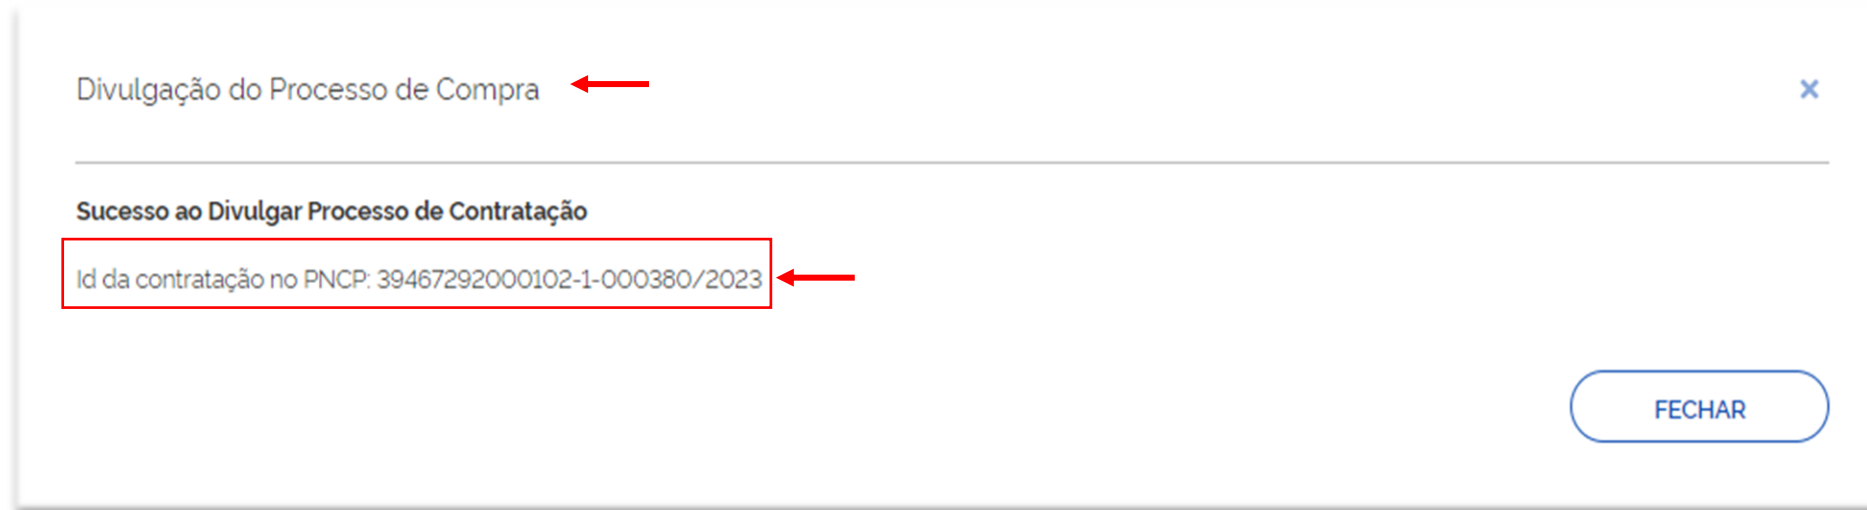 Divulgação do Processo de Compra
Sucesso ao Divulgar Processo de Contratação
Id da contratação no PNCP: 39467292000102-1-000380/2023
FECHAR